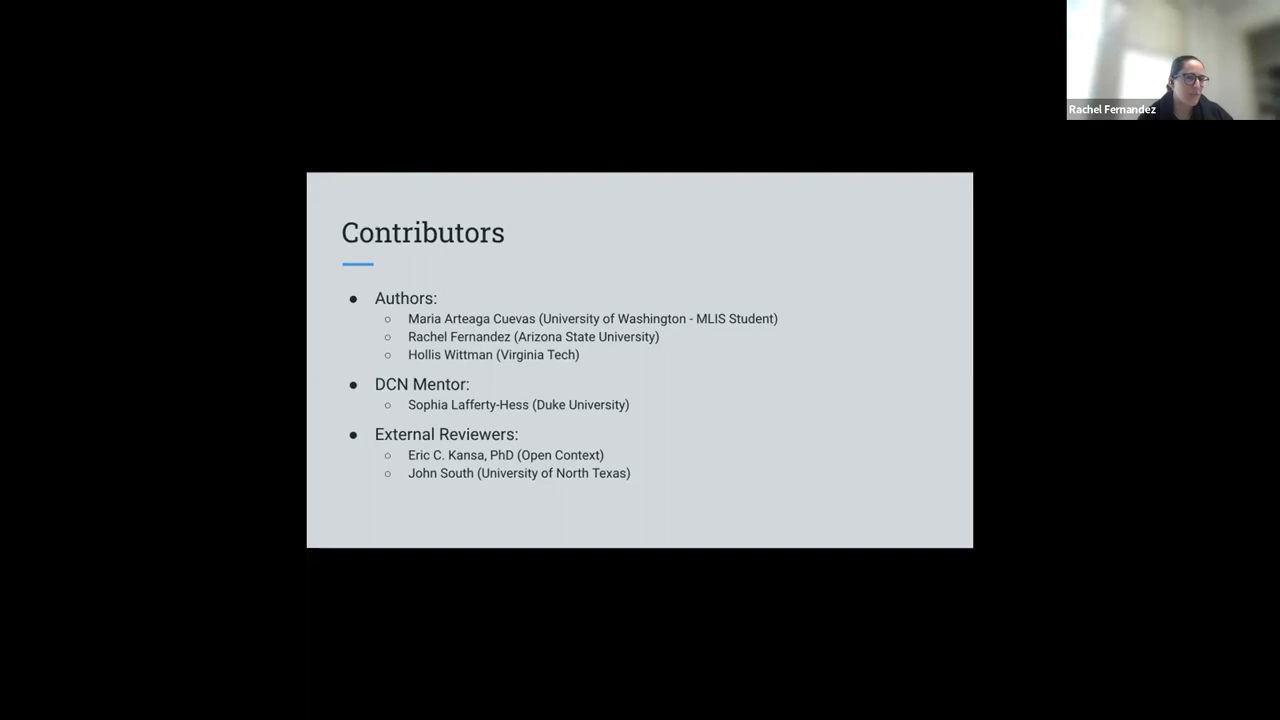 Rachel Fernandez
Contributors
● Authors:
○ Maria Arteaga Cuevas (University of Washington - MLIS Student)
○ Rachel Fernandez (Arizona State University)
○ Hollis Wittman (Virginia Tech)
● DCN Mentor:
○ Sophia Lafferty-Hess (Duke University)
● External Reviewers:
○ Eric C. Kansa, PhD (Open Context)
○ John South (University of North Texas)